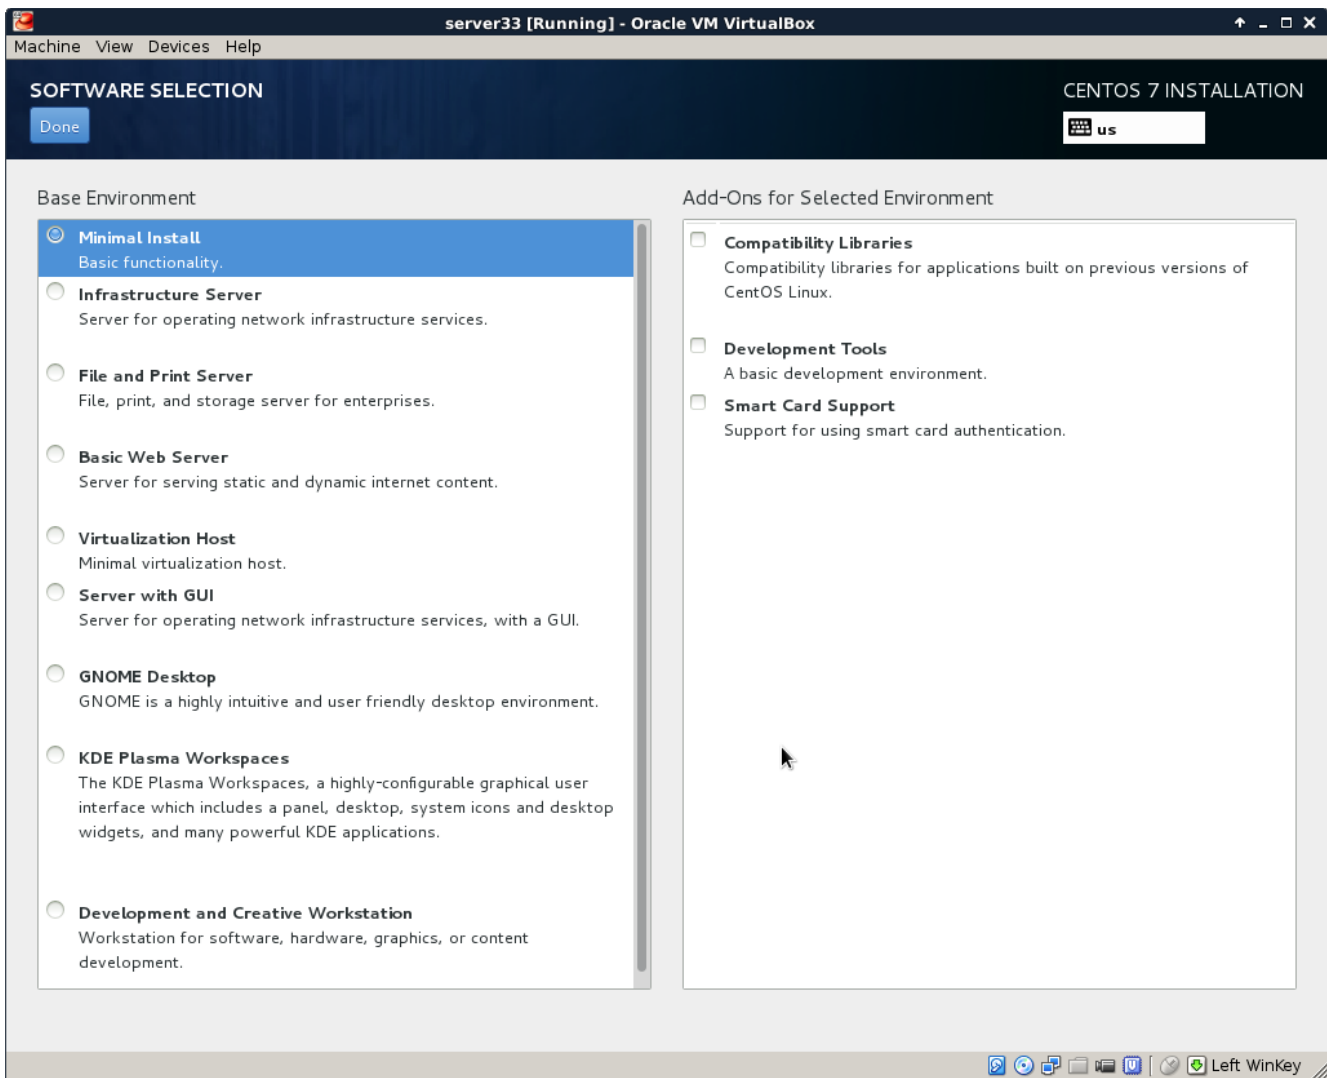 server33 [Running] - Oracle VM VirtualBox
Machine View Devices Help
SOFTWARE SELECTION
CENTOS 7 INSTALLATION
Done
us
Base Environment
Minimal Install
Basic functionality.
Infrastructure Server
Server for operating network infrastructure services.
File and Print Server
File, print, and storage server for enterprises.
Basic Web Server
Server for serving static and dynamic internet content.
Virtualization Host
Minimal virtualization host.
Server with GUI
Server for operating network infrastructure services, with a GUI.
GNOME Desktop
GNOME is a highly intuitive and user friendly desktop environment.
KDE Plasma Workspaces
The KDE Plasma Workspaces, a highly-configurable graphical user
interface which includes a panel, desktop, system icons and desktop
widgets, and many powerful KDE applications.
Development and Creative Workstation
Workstation for software, hardware, graphics, or content
development.
Add-Ons for Selected Environment
Compatibility Libraries
Compatibility libraries for applications built on previous versions of
CentOS Linux.
Development Tools
A basic development environment.
Smart Card Support
Support for using smart card authentication.
Left WinKey